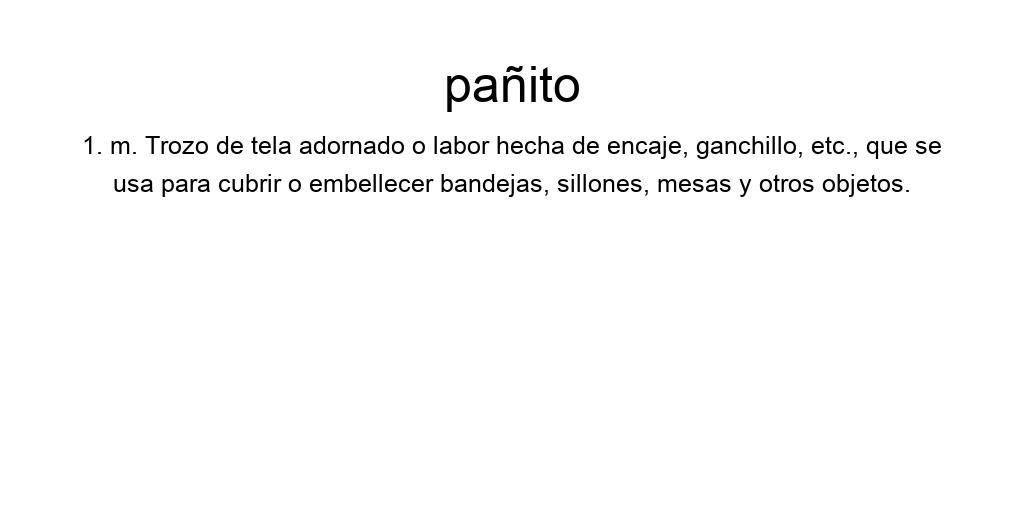 pañito
1. m. Trozo de tela adornado o labor hecha de encaje, ganchillo, etc., que se
usa para cubrir o embellecer bandejas, sillones, mesas y otros objetos.